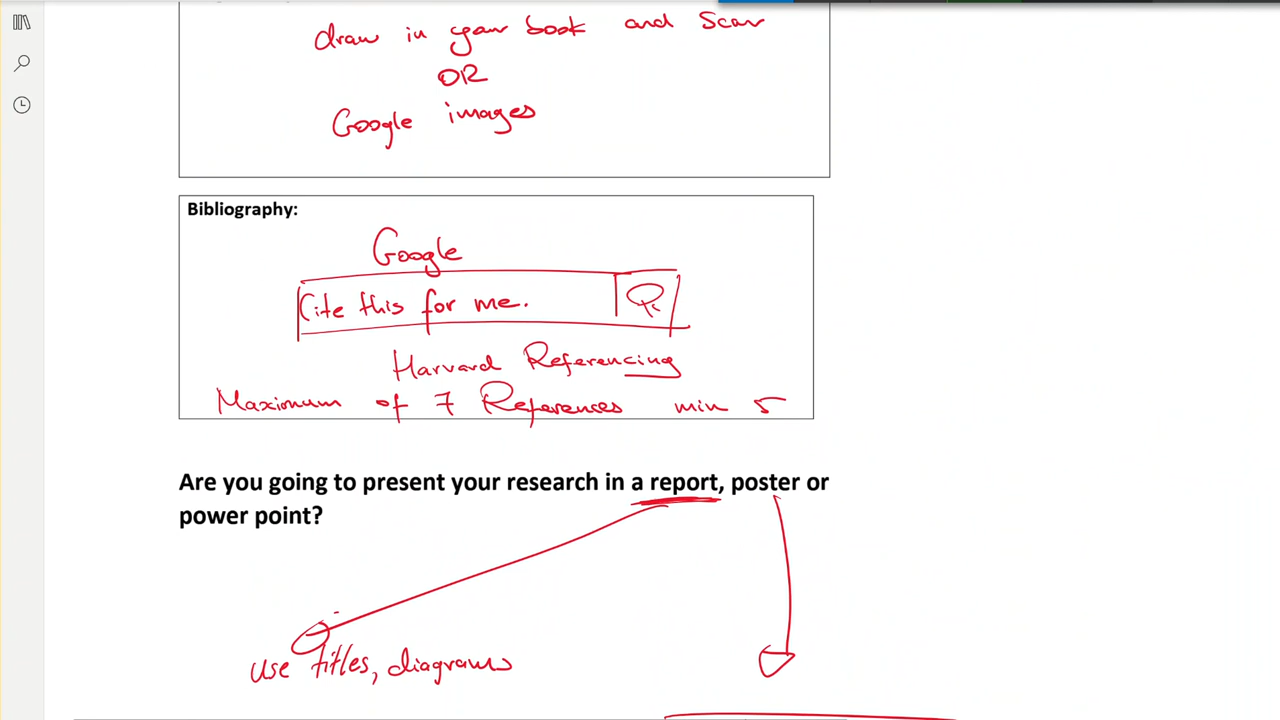 draw in your book and Scan
OR
Google images
Bibliography:
Google
Cite this for me.
Harvard Referencing
Maximum of 7 References min 5
Are you going to present your research in a report, poster or
power point?
use titles, diagrams